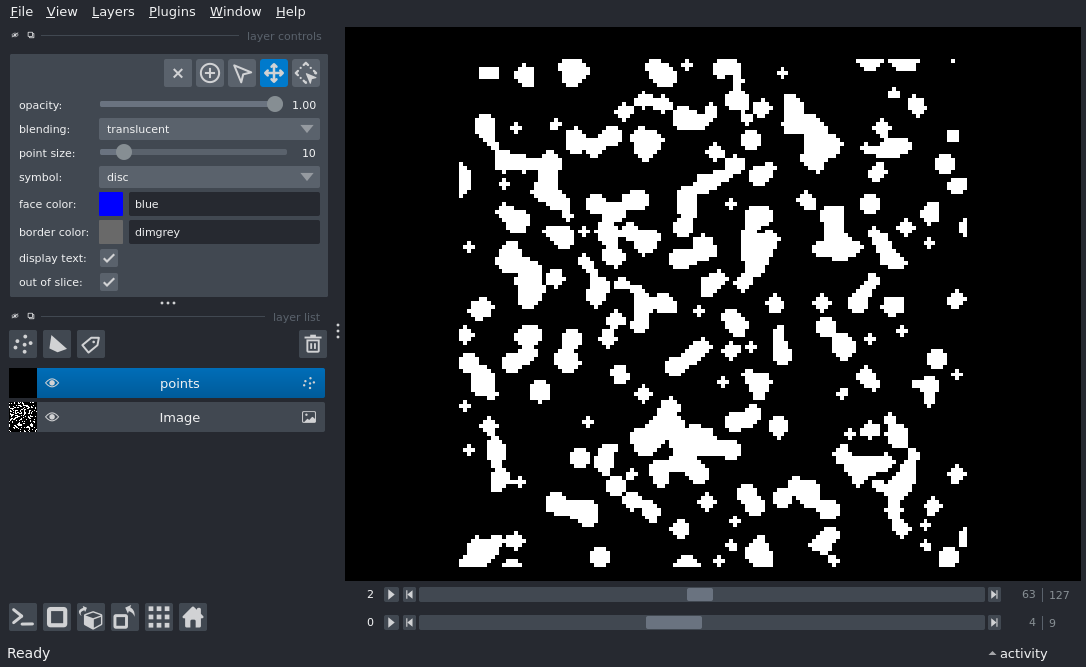 File View Layers Plugins Window Help
layer controls
opacity: 1.00
blending: translucent
point size: 10
symbol: disc
face color: blue
border color: dimgrey
display text:
out of slice:
layer list
points
Image
2 63 127
0 4 9
Ready activity